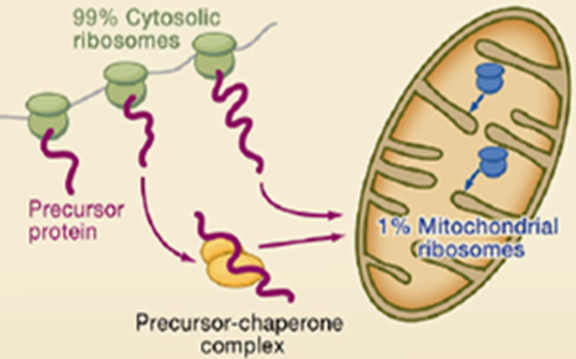 99% Cytosolic
ribosomes
Precursor
protein
1% Mitochondrial
ribosomes
Precursor-chaperone
complex